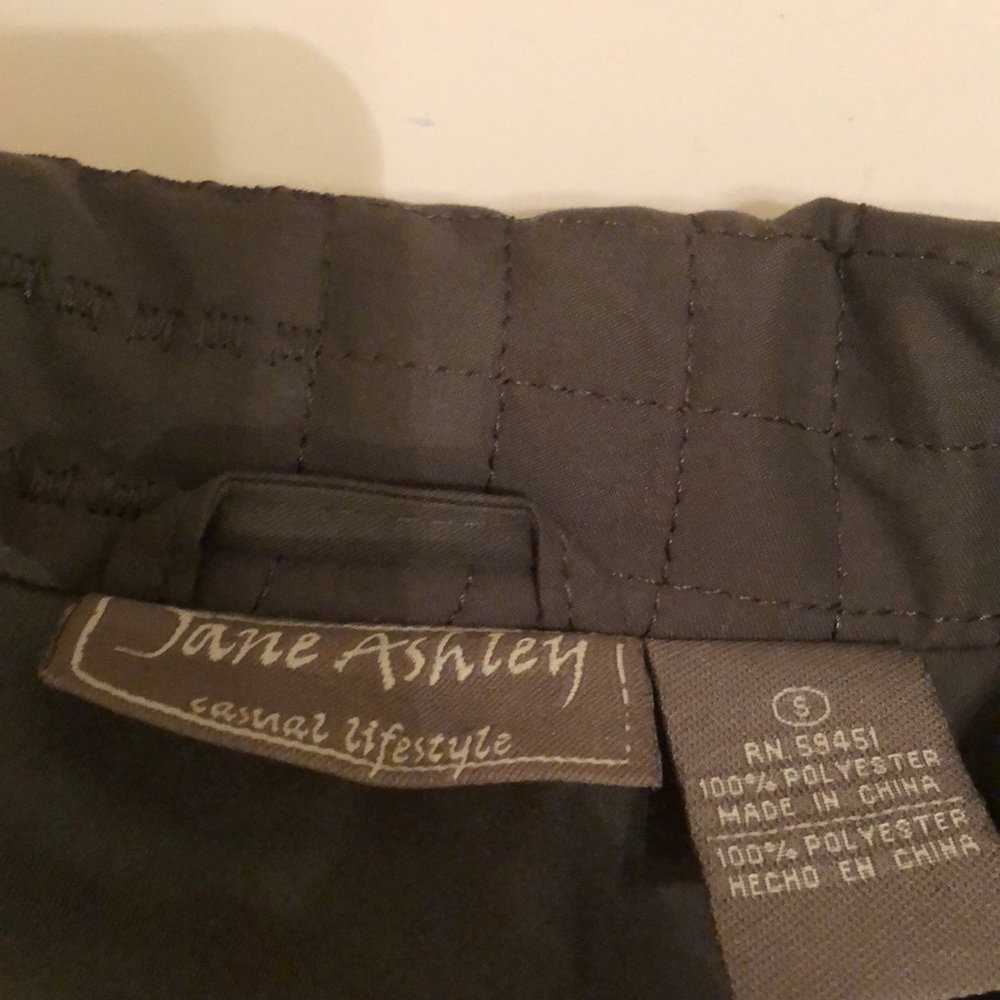 Jane Ashley
casual lifestyle
S
RN 59451
100% POLYESTER
MADE IN CHINA
100% POLYESTER
HECHO EN CHINA